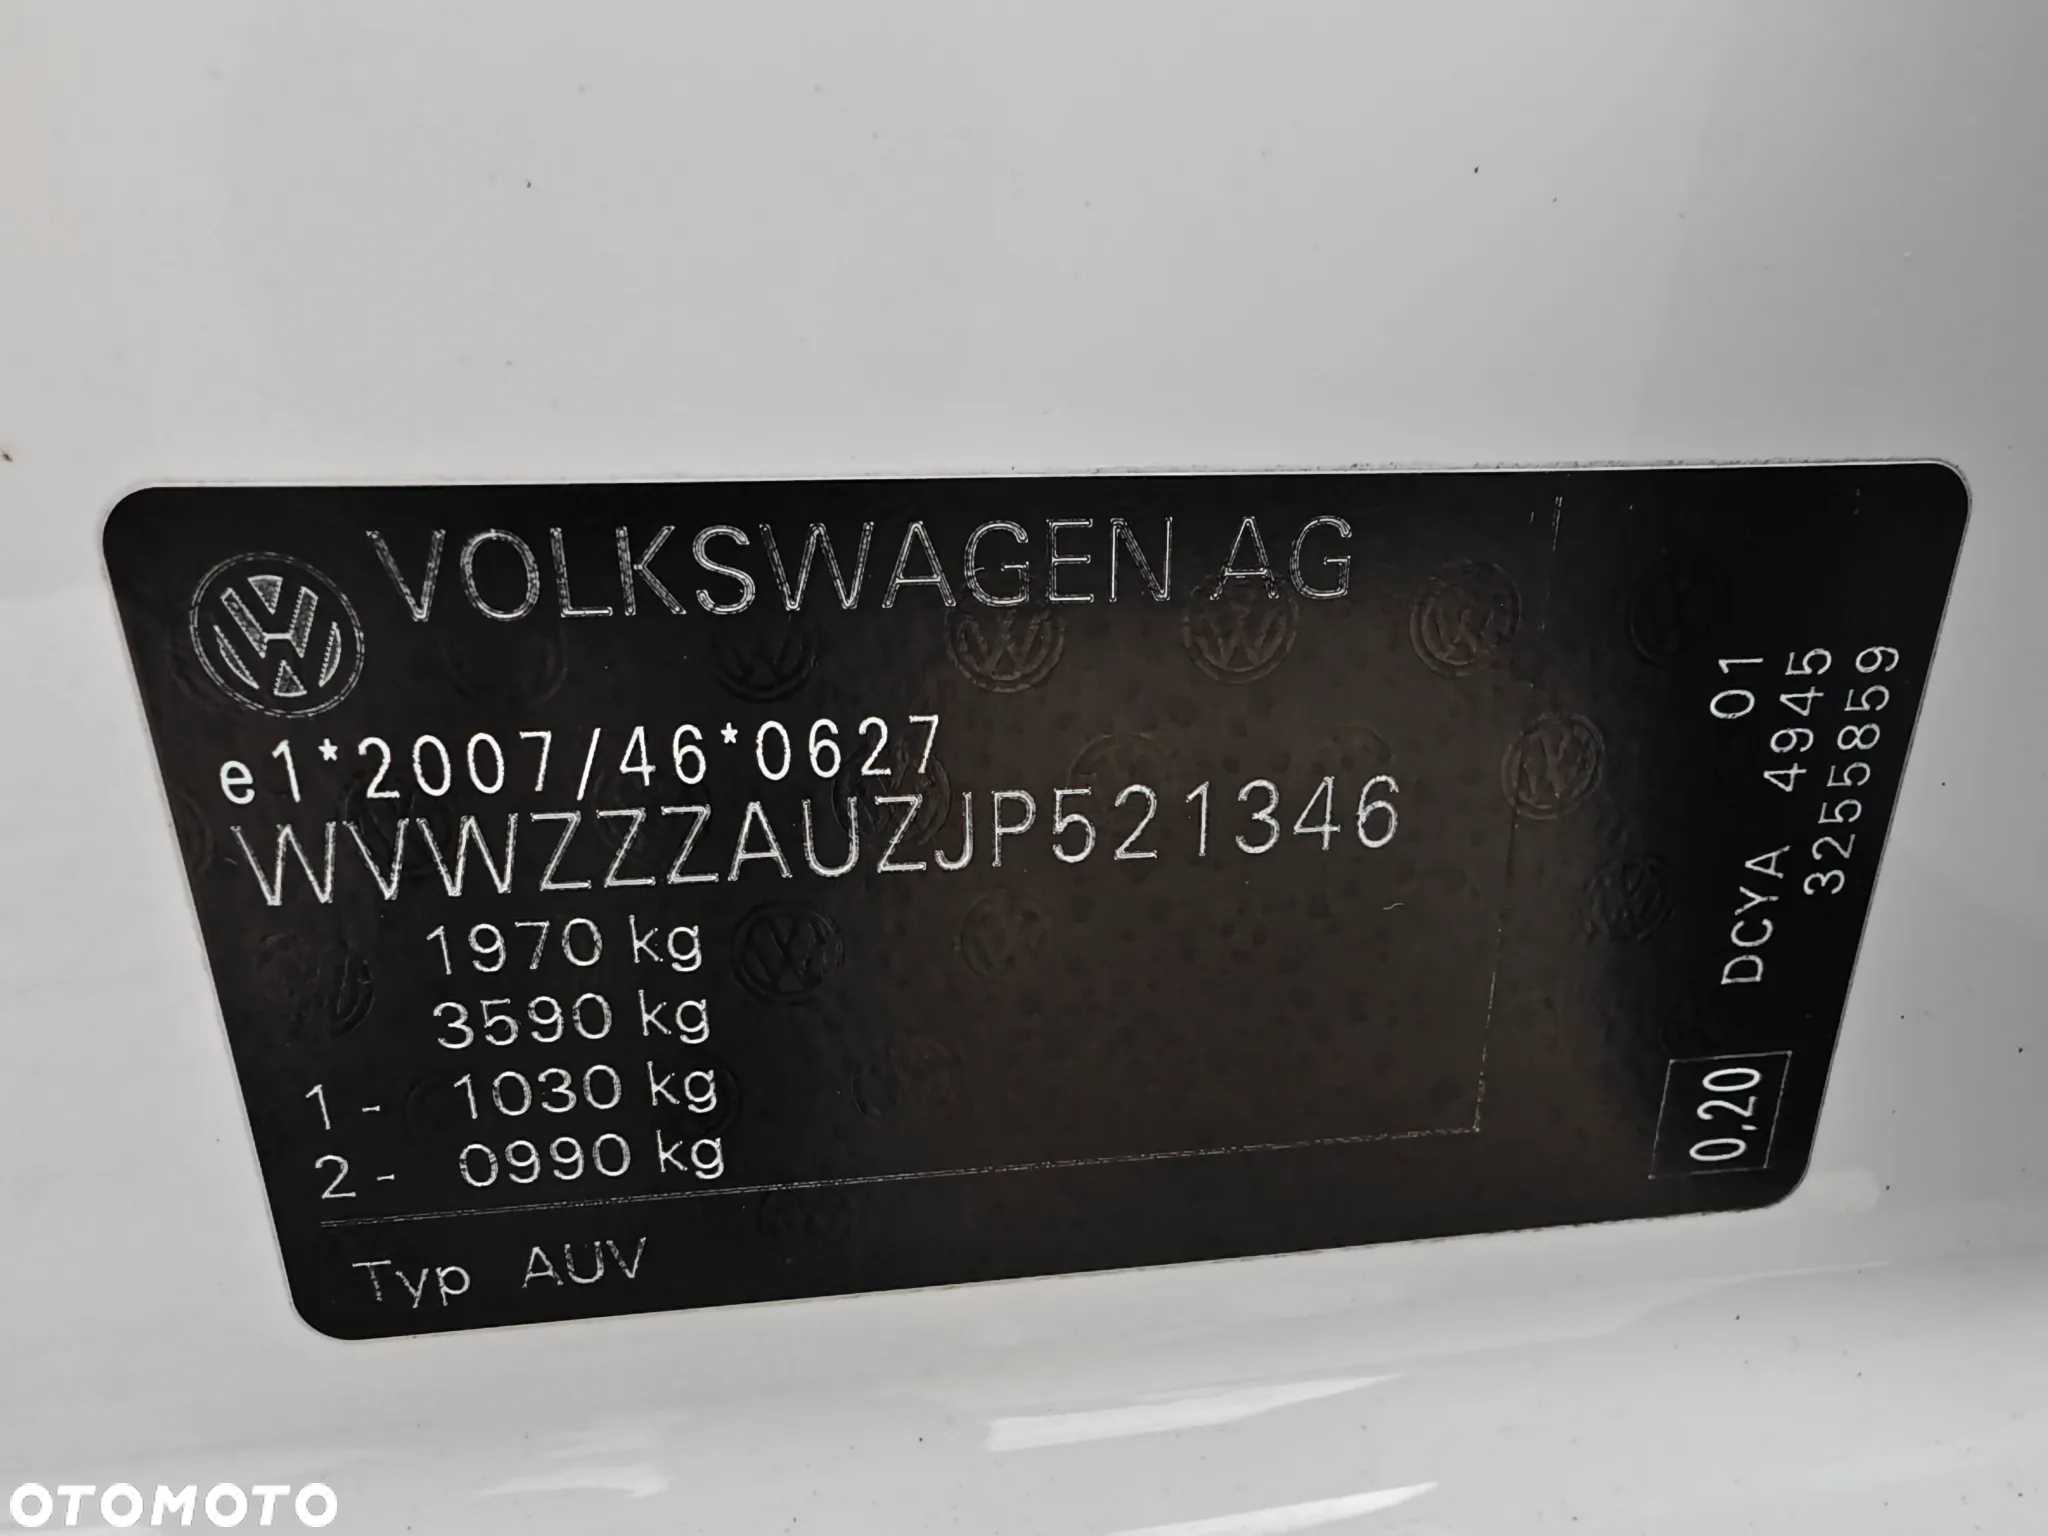 VOLKSWAGEN AG
e1*2007/46*0627
WVWZZZAUZJP521346
1970 kg
3590 kg
1 - 1030 kg
2 - 0990 kg
Typ AUV
01
DCYA 4945
3255859
0,20
OTOMOTO